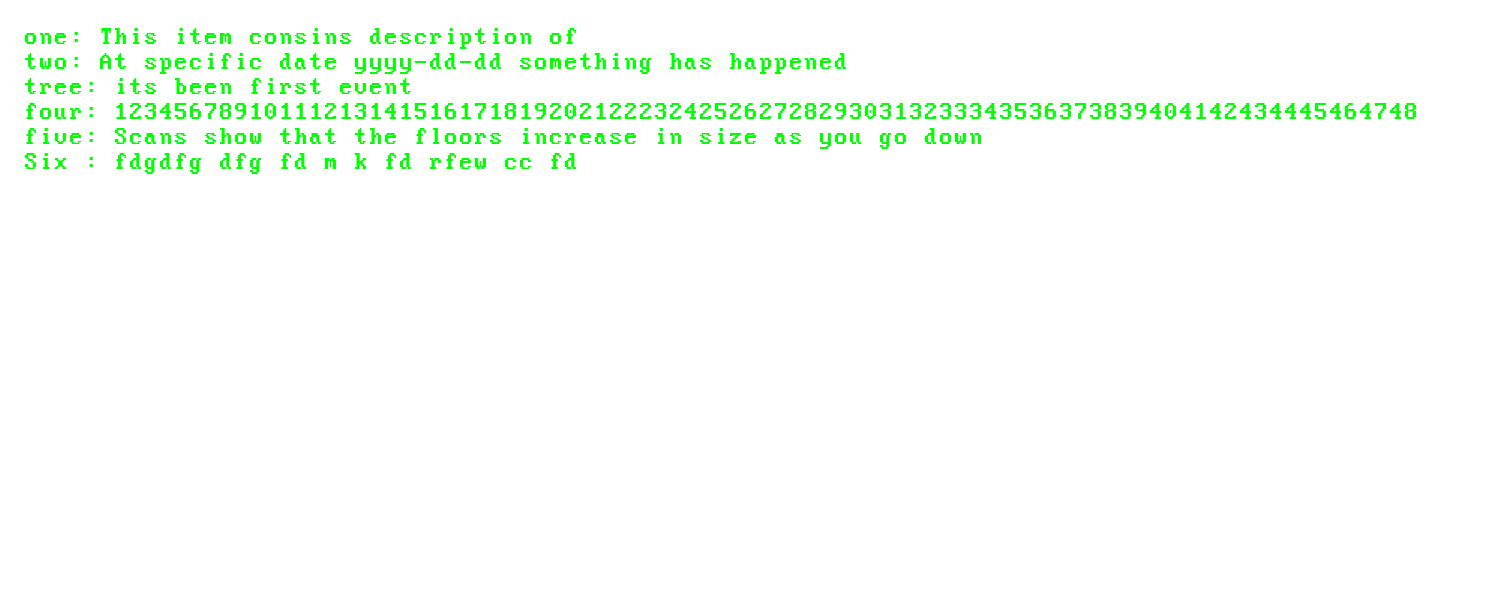 one: This item consins description of
two: At specific date yyyy-dd-dd something has happened
tree: its been first event
four: 123456789101112131415161718192021222324252627282930313233343536373839404142434445464748
five: Scans show that the floors increase in size as you go down
Six : fdgdfg dfg fd m k fd rfew cc fd